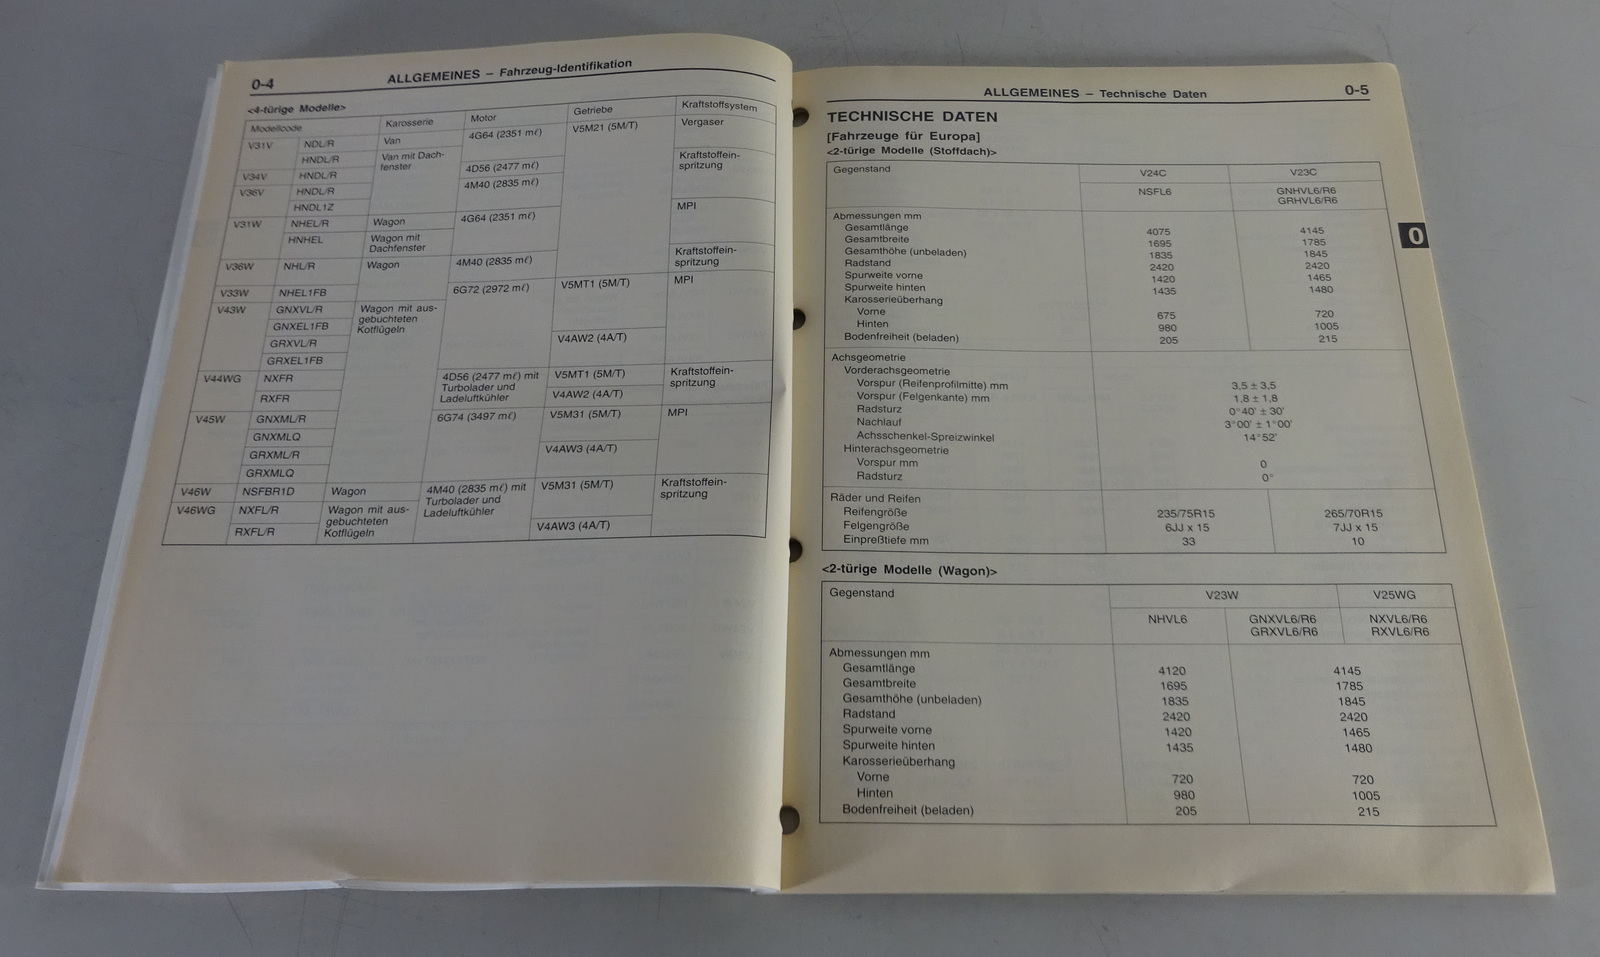 0-4
ALLGEMEINES – Fahrzeug-Identifikation
<4-türige Modelle>
Modellcode Karosserie Motor Getriebe Kraftstoffsystem
V31V NDL/R Van 4G64 (2351 mℓ) V5M21 (5M/T) Vergaser
HNDL/R Van mit Dach-
fenster
V34V HNDL/R 4D56 (2477 mℓ) Kraftstoffein-
spritzung
V36V HNDL/R 4M40 (2835 mℓ)
HNDL1Z
V31W NHEL/R Wagon 4G64 (2351 mℓ) MPI
HNHEL Wagon mit
Dachfenster
V36W NHL/R Wagon 4M40 (2835 mℓ) Kraftstoffein-
spritzung
V33W NHEL1FB 6G72 (2972 mℓ) V5MT1 (5M/T) MPI
V43W GNXVL/R Wagon mit aus-
gebuchteten
Kotflügeln
GNXEL1FB
GRXVL/R V4AW2 (4A/T)
GRXEL1FB
V44WG NXFR 4D56 (2477 mℓ) mit
Turbolader und
Ladeluftkühler V5MT1 (5M/T) Kraftstoffein-
spritzung
RXFR V4AW2 (4A/T)
V45W GNXML/R 6G74 (3497 mℓ) V5M31 (5M/T) MPI
GNXMLQ
GRXML/R V4AW3 (4A/T)
GRXMLQ
V46W NSFBR1D Wagon 4M40 (2835 mℓ) mit
Turbolader und
Ladeluftkühler V5M31 (5M/T) Kraftstoffein-
spritzung
V46WG NXFL/R Wagon mit aus-
gebuchteten
Kotflügeln
RXFL/R V4AW3 (4A/T)
ALLGEMEINES – Technische Daten
0-5
TECHNISCHE DATEN
[Fahrzeuge für Europa]
<2-türige Modelle (Stoffdach)>
Gegenstand V24C V23C
NSFL6 GNHVL6/R6
GRHVL6/R6
Abmessungen mm
Gesamtlänge 4075 4145
Gesamtbreite 1695 1785
Gesamthöhe (unbeladen) 1835 1845
Radstand 2420 2420
Spurweite vorne 1420 1465
Spurweite hinten 1435 1480
Karosserieüberhang
Vorne 675 720
Hinten 980 1005
Bodenfreiheit (beladen) 205 215
Achsgeometrie
Vorderachsgeometrie
Vorspur (Reifenprofilmitte) mm 3,5 ± 3,5
Vorspur (Felgenkante) mm 1,8 ± 1,8
Radsturz 0°40' ± 30'
Nachlauf 3°00' ± 1°00'
Achsschenkel-Spreizwinkel 14°52'
Hinterachsgeometrie
Vorspur mm 0
Radsturz 0°
Räder und Reifen
Reifengröße 235/75R15 265/70R15
Felgengröße 6JJ x 15 7JJ x 15
Einpreßtiefe mm 33 10
0
<2-türige Modelle (Wagon)>
Gegenstand V23W V25WG
NHVL6 GNXVL6/R6 NXVL6/R6
GRXVL6/R6 RXVL6/R6
Abmessungen mm
Gesamtlänge 4120 4145
Gesamtbreite 1695 1785
Gesamthöhe (unbeladen) 1835 1845
Radstand 2420 2420
Spurweite vorne 1420 1465
Spurweite hinten 1435 1480
Karosserieüberhang
Vorne 720 720
Hinten 980 1005
Bodenfreiheit (beladen) 205 215